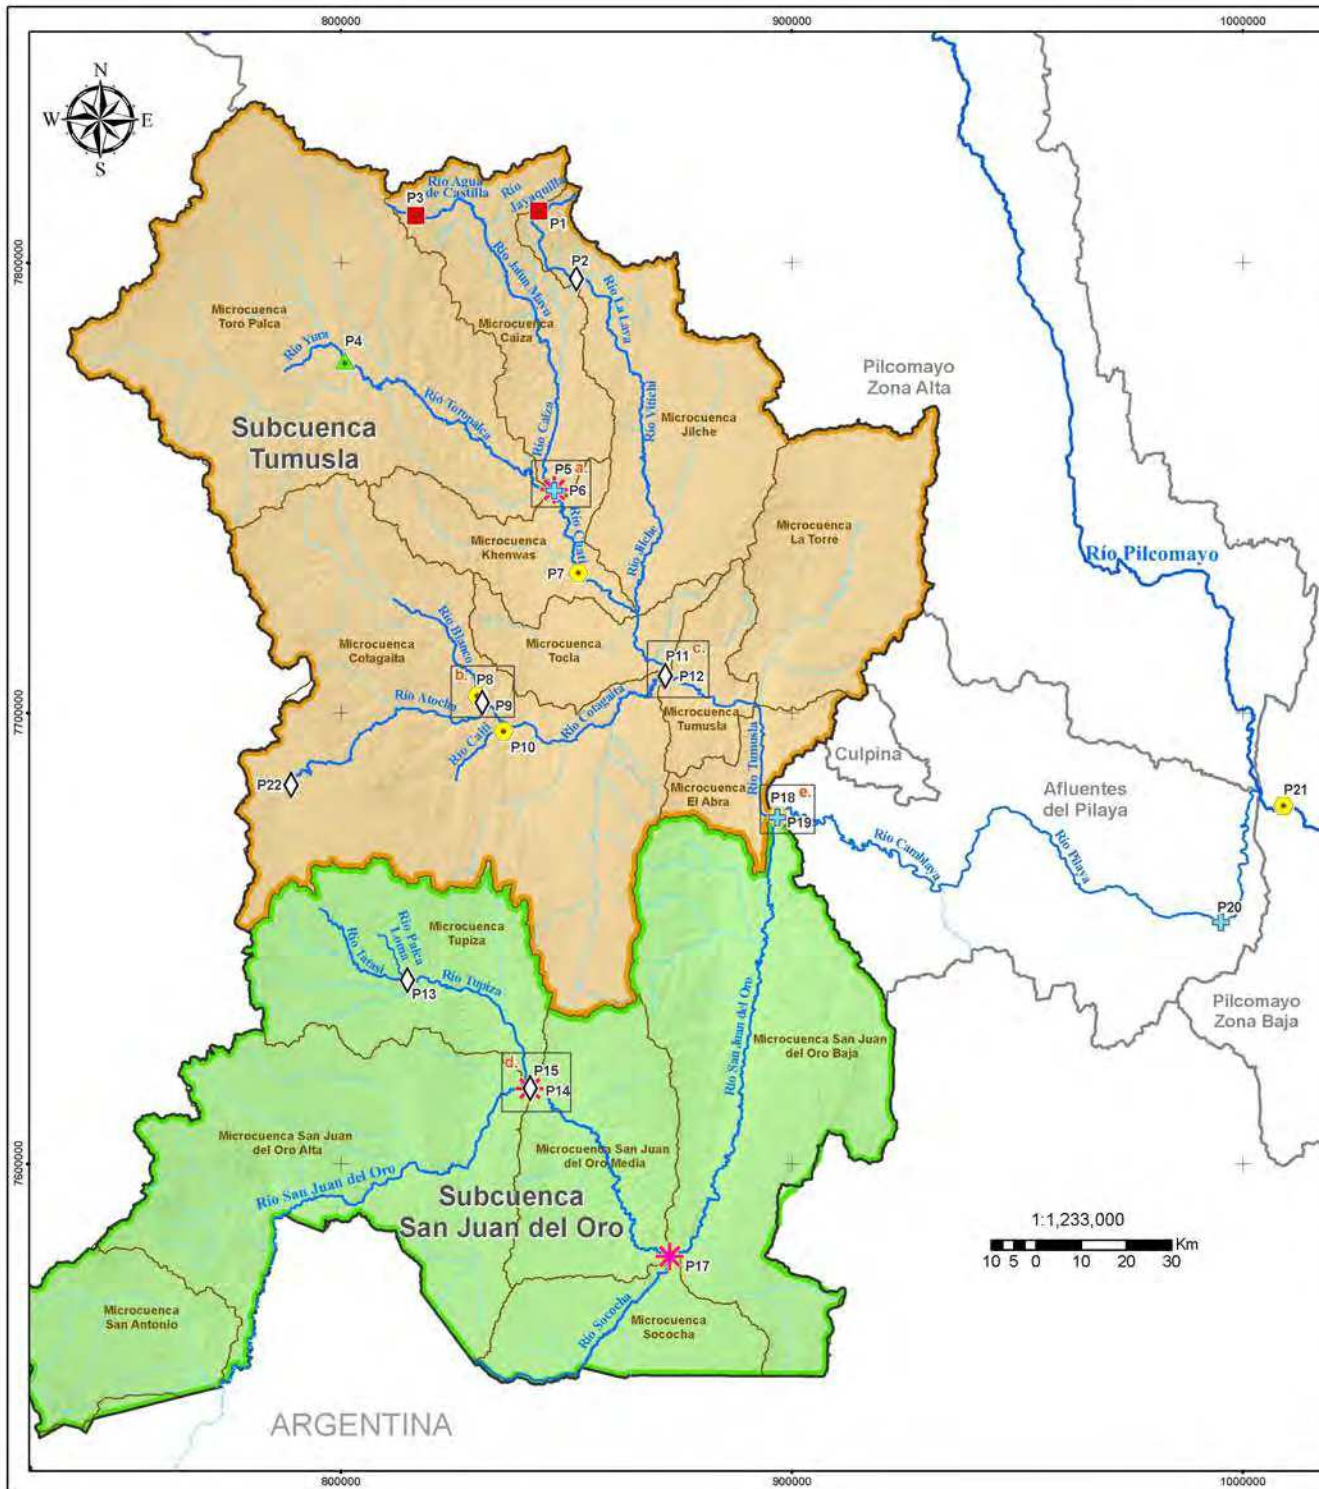 800000
900000
1000000
N
W
E
S
Río Agua
de Castilla
Río
Jayaquilla
P3
P1
7800000
7800000
P2
Río Jatun Mayu
Río La Lava
Microcuenca
Toro Palca
Microcuenca
Caiza
Río Yura
P4
Pilcomayo
Zona Alta
Río Toropalca
Río Caiza
Río Vitichi
Microcuenca
Jilche
Subcuenca
Tumusla
P5
a.
P6
Microcuenca
La Torre
Microcuenca
Khenwas
Río Jilche
Río Pilcomayo
P7
Río Blanco
Microcuenca
Cotagaita
Microcuenca
Tocla
P11
c.
P12
b.
P8
P9
Río Atocha
Río Cotagaita
7700000
7700000
Microcuenca
Tumusla
Río Tumusla
P10
Culpina
P22
Microcuenca
El Abra
P18
e.
P19
Afluentes
del Pilaya
P21
Río Camblaya
Río Pilaya
P20
Microcuenca
Tupiza
Río Palca
Loma
Río Tatasi
Río Tupiza
P13
Río San Juan del Oro
Pilcomayo
Zona Baja
Microcuenca San Juan
del Oro Baja
d.
P15
P14
Microcuenca San Juan
del Oro Alta
Microcuenca San Juan
del Oro Media
7600000
7600000
Río San Juan del Oro
Subcuenca
San Juan del Oro
1:1,233,000
Km
10 5 0 10 20 30
P17
Microcuenca
San Antonio
Río Sococha
Microcuenca
Sococha
ARGENTINA
800000
900000
1000000